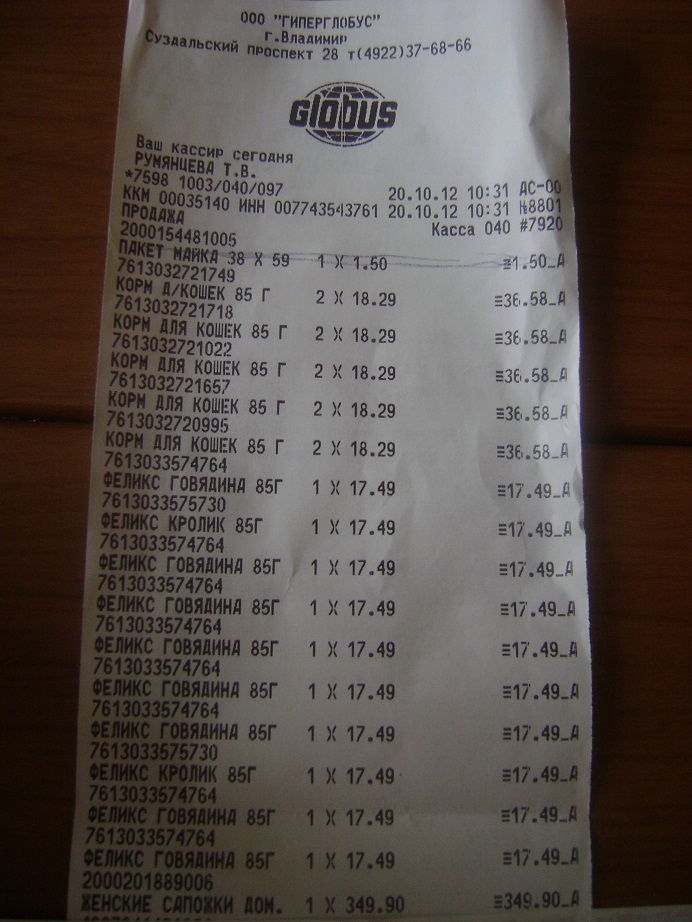 ООО "ГИПЕРГЛОБУС"
г.Владимир
Суздальский проспект 28 т(4922)37-68-66
GLOBUS
Ваш кассир сегодня
РУМЯНЦЕВА Т.В.
*7598 1003/040/097 20.10.12 10:31 АС-00
ККМ 00035140 ИНН 007743543761 20.10.12 10:31 №8801
ПРОДАЖА Касса 040 #7920
2000154481005
ПАКЕТ МАЙКА 38 X 59 1 X 1.50 ≡1.50_А
7613032721749
КОРМ Д/КОШЕК 85 Г 2 X 18.29 ≡36.58_А
7613032721718
КОРМ ДЛЯ КОШЕК 85 Г 2 X 18.29 ≡36.58_А
7613032721022
КОРМ ДЛЯ КОШЕК 85 Г 2 X 18.29 ≡36.58_А
7613032721657
КОРМ ДЛЯ КОШЕК 85 Г 2 X 18.29 ≡36.58_А
7613032720995
КОРМ ДЛЯ КОШЕК 85 Г 2 X 18.29 ≡36.58_А
7613033574764
ФЕЛИКС ГОВЯДИНА 85Г 1 X 17.49 ≡17.49_А
7613033575730
ФЕЛИКС КРОЛИК 85Г 1 X 17.49 ≡17.49_А
7613033574764
ФЕЛИКС ГОВЯДИНА 85Г 1 X 17.49 ≡17.49_А
7613033574764
ФЕЛИКС ГОВЯДИНА 85Г 1 X 17.49 ≡17.49_А
7613033574764
ФЕЛИКС ГОВЯДИНА 85Г 1 X 17.49 ≡17.49_А
7613033574764
ФЕЛИКС ГОВЯДИНА 85Г 1 X 17.49 ≡17.49_А
7613033574764
ФЕЛИКС ГОВЯДИНА 85Г 1 X 17.49 ≡17.49_А
7613033575730
ФЕЛИКС КРОЛИК 85Г 1 X 17.49 ≡17.49_А
7613033574764
ФЕЛИКС ГОВЯДИНА 85Г 1 X 17.49 ≡17.49_А
7613033574764
ФЕЛИКС ГОВЯДИНА 85Г 1 X 17.49 ≡17.49_А
2000201889006
ЖЕНСКИЕ САПОЖКИ ДОМ. 1 X 349.90 ≡349.90_А